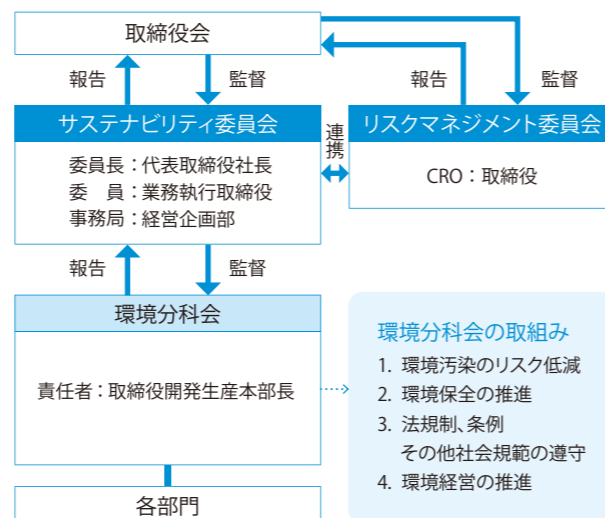 取締役会
報告
監督
報告
監督
サステナビリティ委員会
委員長：代表取締役社長
委　員：業務執行取締役
事務局：経営企画部
連携
リスクマネジメント委員会
CRO：取締役
報告
監督
環境分科会
責任者：取締役開発生産本部長
環境分科会の取組み
1. 環境汚染のリスク低減
2. 環境保全の推進
3. 法規制、条例
その他社会規範の遵守
4. 環境経営の推進
各部門